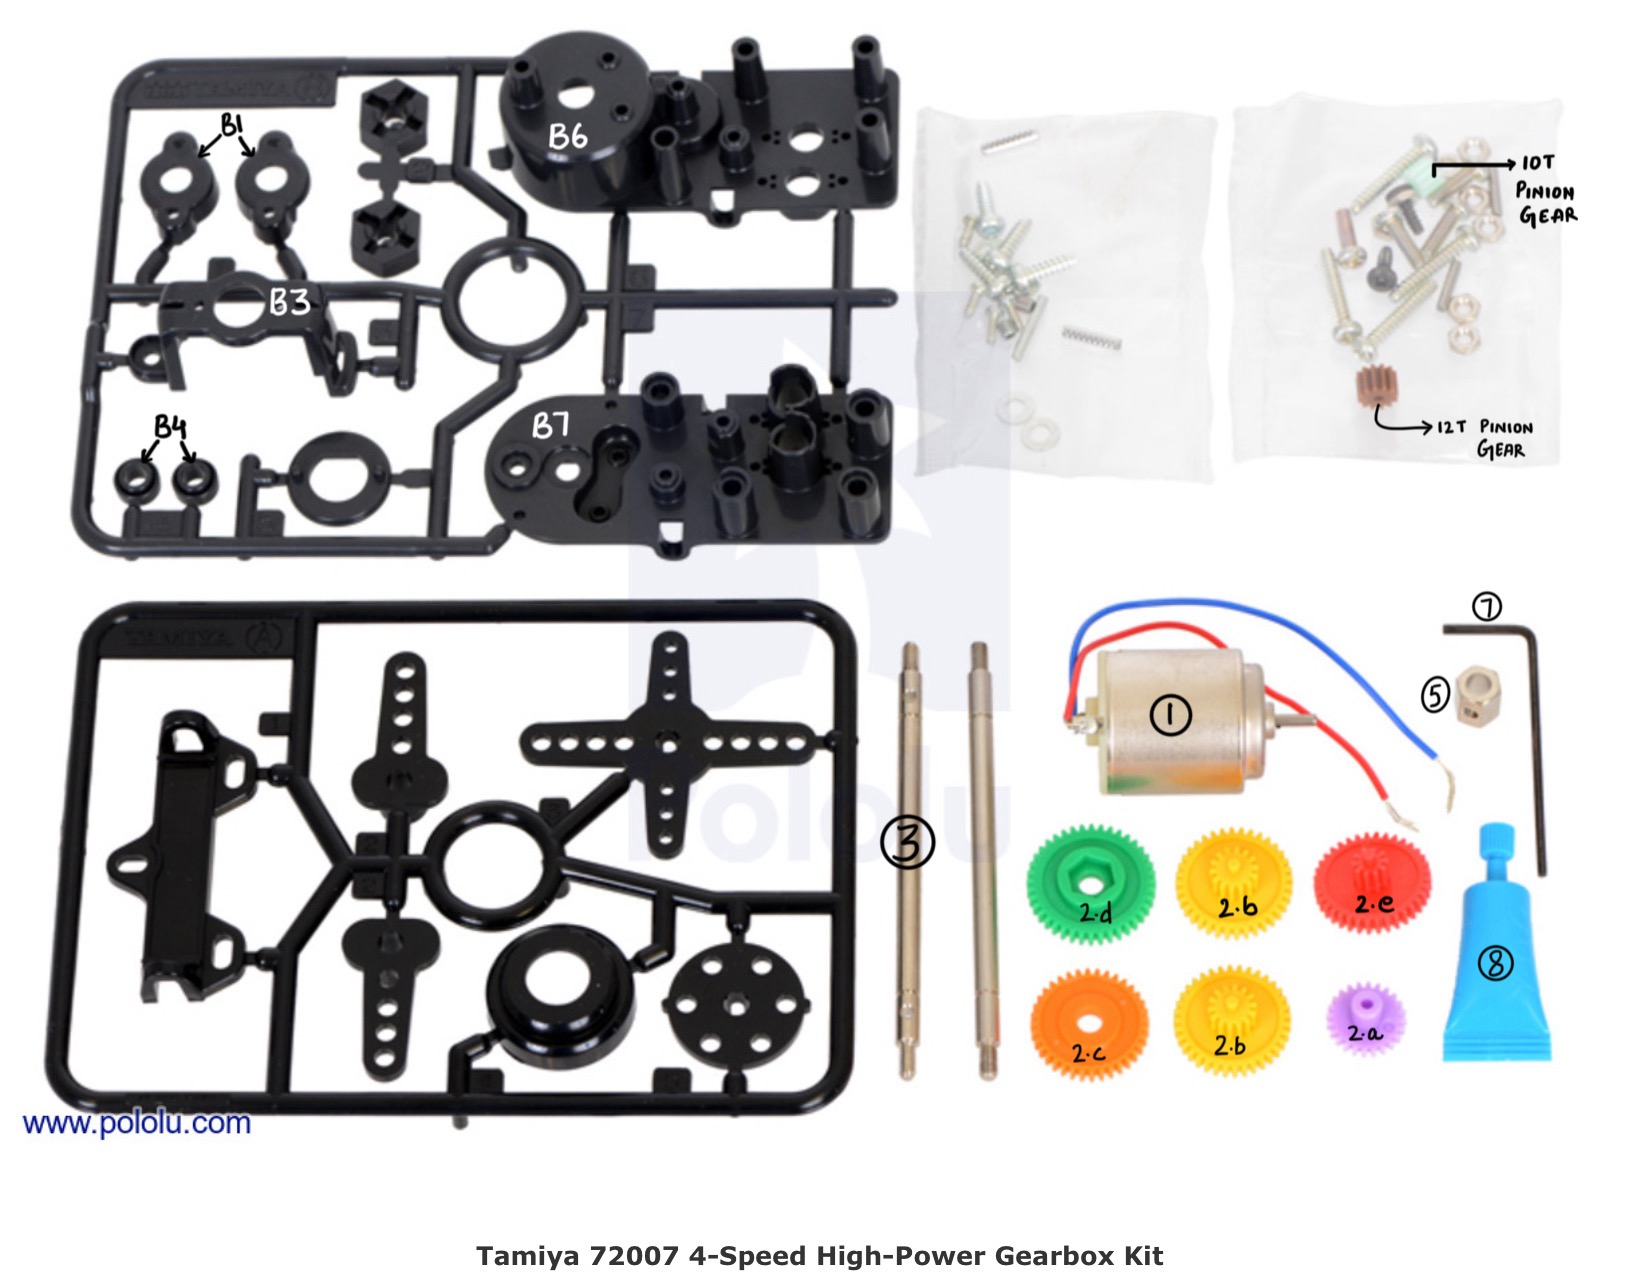 TAMIYA
B1
B6
10T
PINION
GEAR
B3
B7
B4
12T PINION
GEAR
7
TAMIYA A
5
1
Pololu
3
2.d
2.b
2.e
8
2.c
2.b
2.a
www.pololu.com
Tamiya 72007 4-Speed High-Power Gearbox Kit